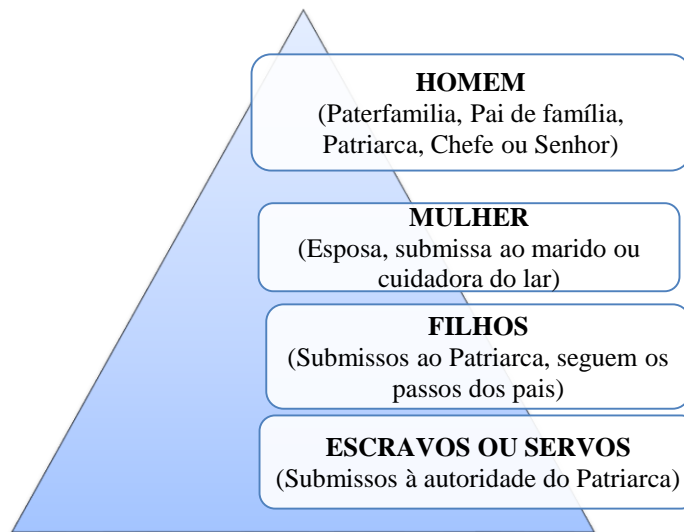 HOMEM
(Paterfamilia, Pai de família,
Patriarca, Chefe ou Senhor)
MULHER
(Esposa, submissa ao marido ou
cuidadora do lar)
FILHOS
(Submissos ao Patriarca, seguem os
passos dos pais)
ESCRAVOS OU SERVOS
(Submissos à autoridade do Patriarca)